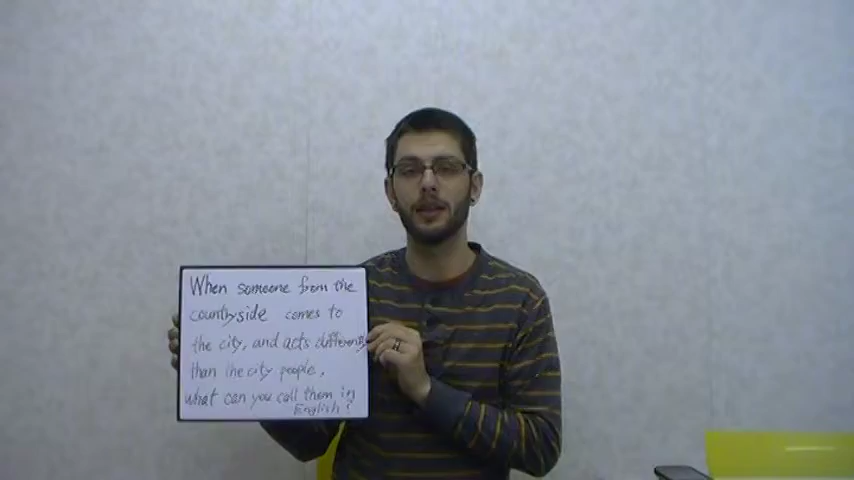 When someone from the
countryside comes to
the city, and acts differently
than the city people,
what can you call them in
English?